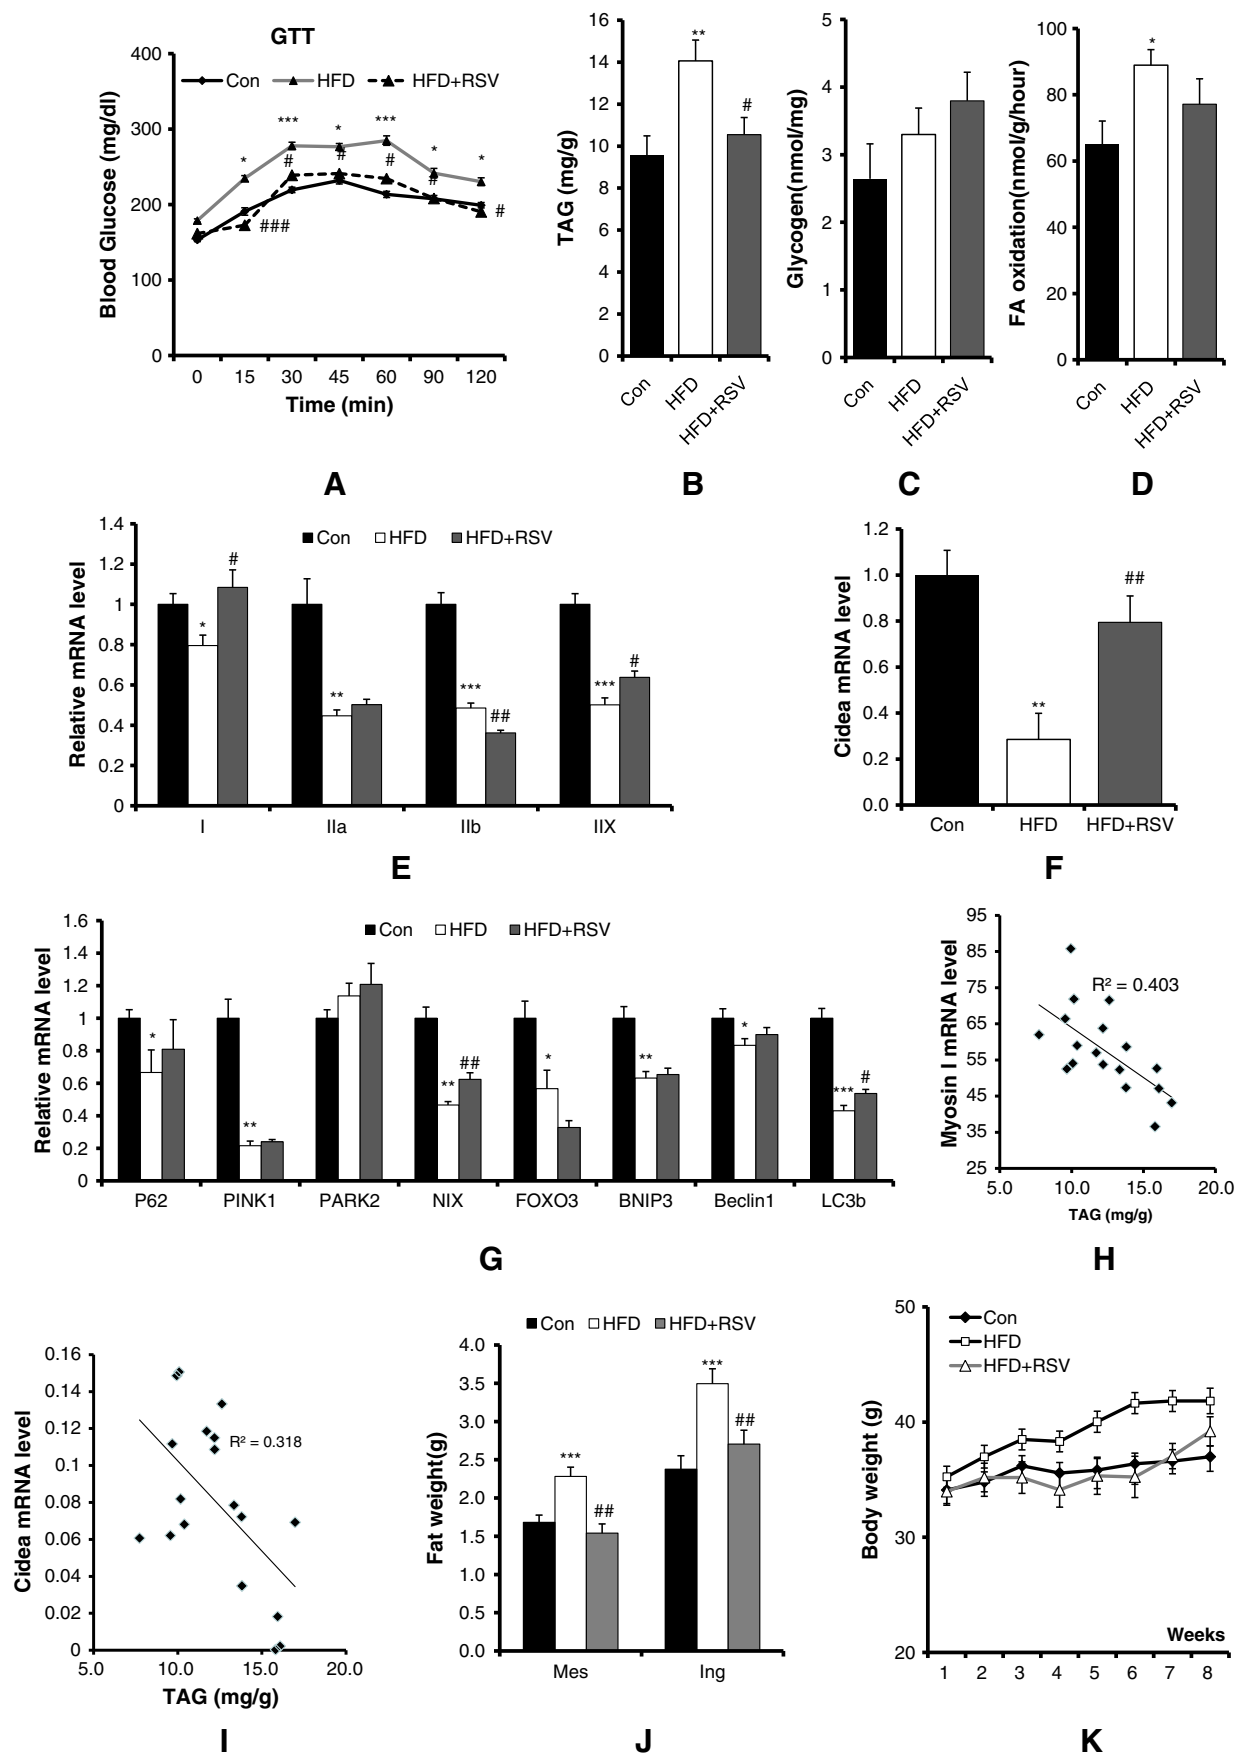 GTT
Con HFD HFD+RSV
Blood Glucose (mg/dl)
400
300
200
100
0
*** * ***
* * *
# # # #
### #
0 15 30 45 60 90 120
Time (min)
A
TAG (mg/g)
16
14
12
10
8
6
4
2
0
**
#
Con HFD HFD+RSV
B
Glycogen(nmol/mg)
5
4
3
2
1
0
Con HFD HFD+RSV
C
FA oxidation(nmol/g/hour)
100
80
60
40
20
0
*
Con HFD HFD+RSV
D
Relative mRNA level
1.4
1.2
1
0.8
0.6
0.4
0.2
0
Con HFD HFD+RSV
* # ** *** ## *** #
I IIa IIb IIX
E
Cidea mRNA level
1.2
1.0
0.8
0.6
0.4
0.2
0.0
** ##
Con HFD HFD+RSV
F
Relative mRNA level
1.6
1.4
1.2
1
0.8
0.6
0.4
0.2
0
Con HFD HFD+RSV
* ** ** ## * ** * *** #
P62 PINK1 PARK2 NIX FOXO3 BNIP3 Beclin1 LC3b
G
Myosin I mRNA level
95
85
75
65
55
45
35
25
R² = 0.403
5.0 10.0 15.0 20.0
TAG (mg/g)
H
Cidea mRNA level
0.16
0.14
0.12
0.1
0.08
0.06
0.04
0.02
0
R² = 0.318
5.0 10.0 15.0 20.0
TAG (mg/g)
I
Con HFD HFD+RSV
Fat weight(g)
4.0
3.5
3.0
2.5
2.0
1.5
1.0
0.5
0.0
*** ## *** ##
Mes Ing
J
Body weight (g)
50
40
30
20
Con
HFD
HFD+RSV
Weeks
1 2 3 4 5 6 7 8
K